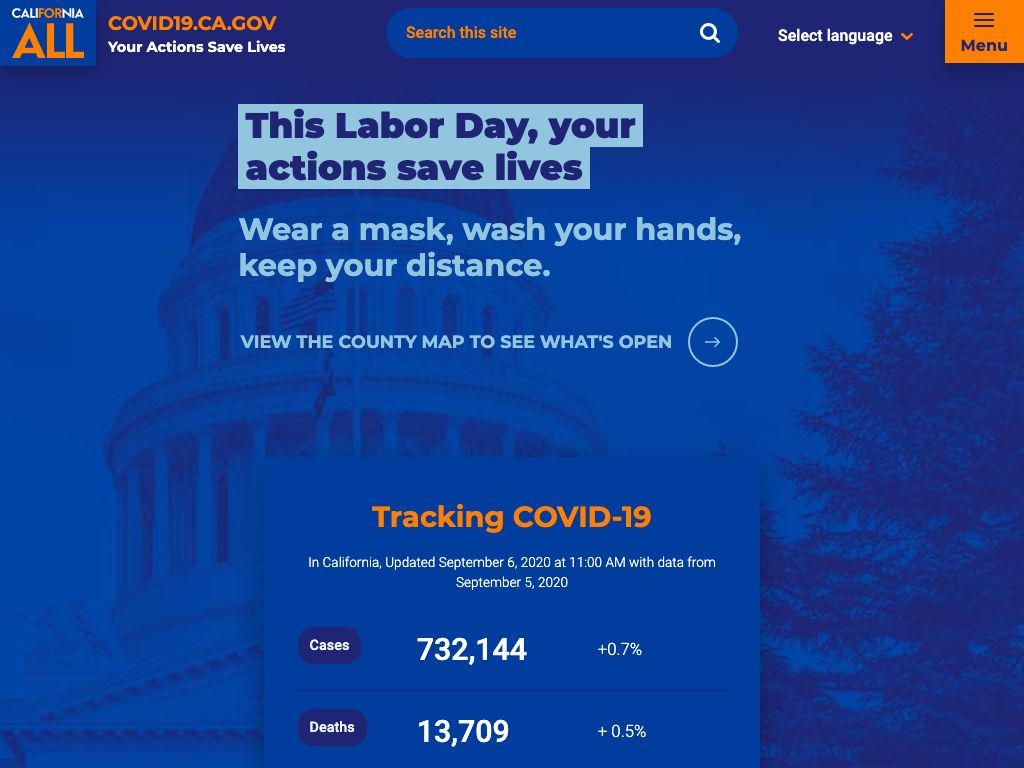 CALIFORNIA
ALL
COVID19.CA.GOV
Your Actions Save Lives
Search this site
Select language
Menu
This Labor Day, your
actions save lives
Wear a mask, wash your hands,
keep your distance.
VIEW THE COUNTY MAP TO SEE WHAT'S OPEN
Tracking COVID-19
In California, Updated September 6, 2020 at 11:00 AM with data from
September 5, 2020
Cases 732,144 +0.7%
Deaths 13,709 + 0.5%